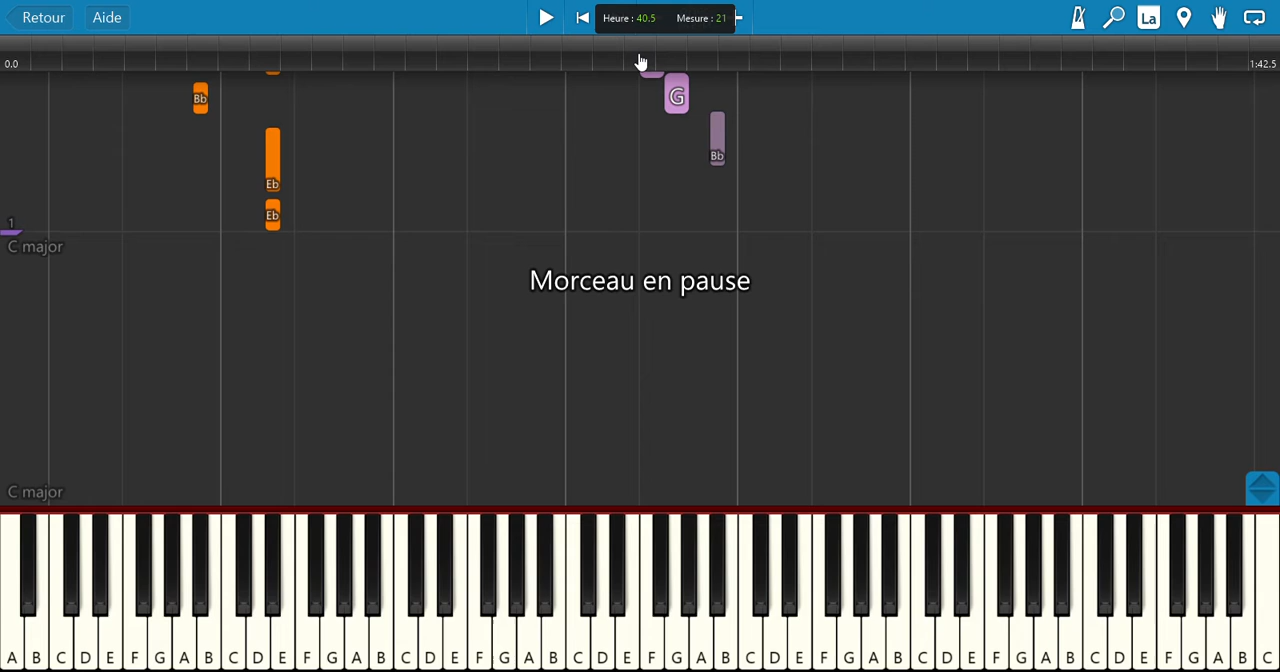 Retour
Aide
Heure : 40.5
Mesure : 21
La
0.0
1:42.5
Bb
G
Bb
Eb
Eb
1
C major
Morceau en pause
C major
A B C D E F G A B C D E F G A B C D E F G A B C D E F G A B C D E F G A B C D E F G A B C D E F G A B C